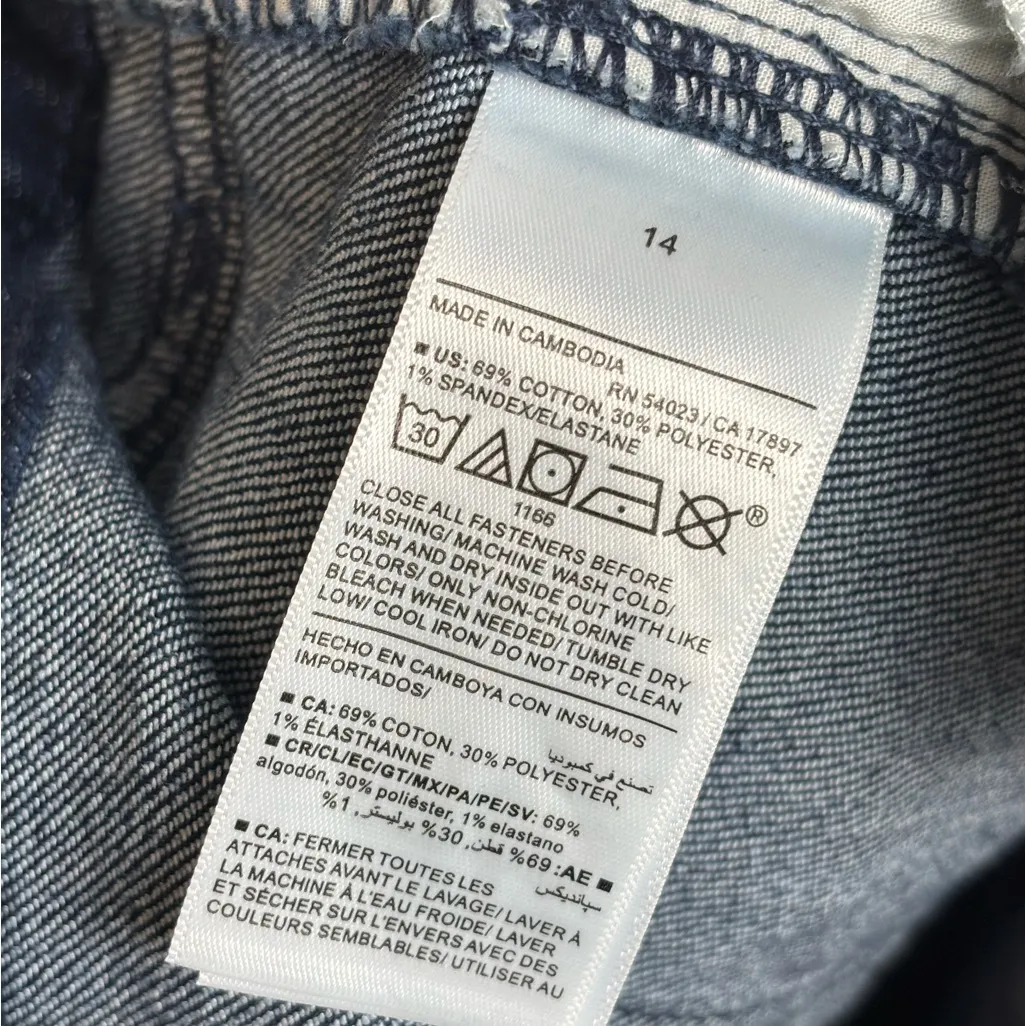 14
MADE IN CAMBODIA
RN 54023 / CA 17897
■ US: 69% COTTON, 30% POLYESTER,
1% SPANDEX/ELASTANE
30
®
1166
CLOSE ALL FASTENERS BEFORE
WASHING/ MACHINE WASH COLD/
WASH AND DRY INSIDE OUT WITH LIKE
COLORS/ ONLY NON-CHLORINE
BLEACH WHEN NEEDED/ TUMBLE DRY
LOW/ COOL IRON/ DO NOT DRY CLEAN
HECHO EN CAMBOYA CON INSUMOS
IMPORTADOS/
تصنع في كمبوديا
■ CA: 69% COTON, 30% POLYESTER,
1% ÉLASTHANNE
■ CR/CL/EC/GT/MX/PA/PE/SV: 69%
algodón, 30% poliéster, 1% elastano
■ AE: 69% قطن, 30% بوليستر, 1%
سپانديكس
■ CA: FERMER TOUTES LES
ATTACHES AVANT LE LAVAGE/ LAVER À
LA MACHINE À L'EAU FROIDE/ LAVER
ET SÉCHER SUR L'ENVERS AVEC DES
COULEURS SEMBLABLES/ UTILISER AU